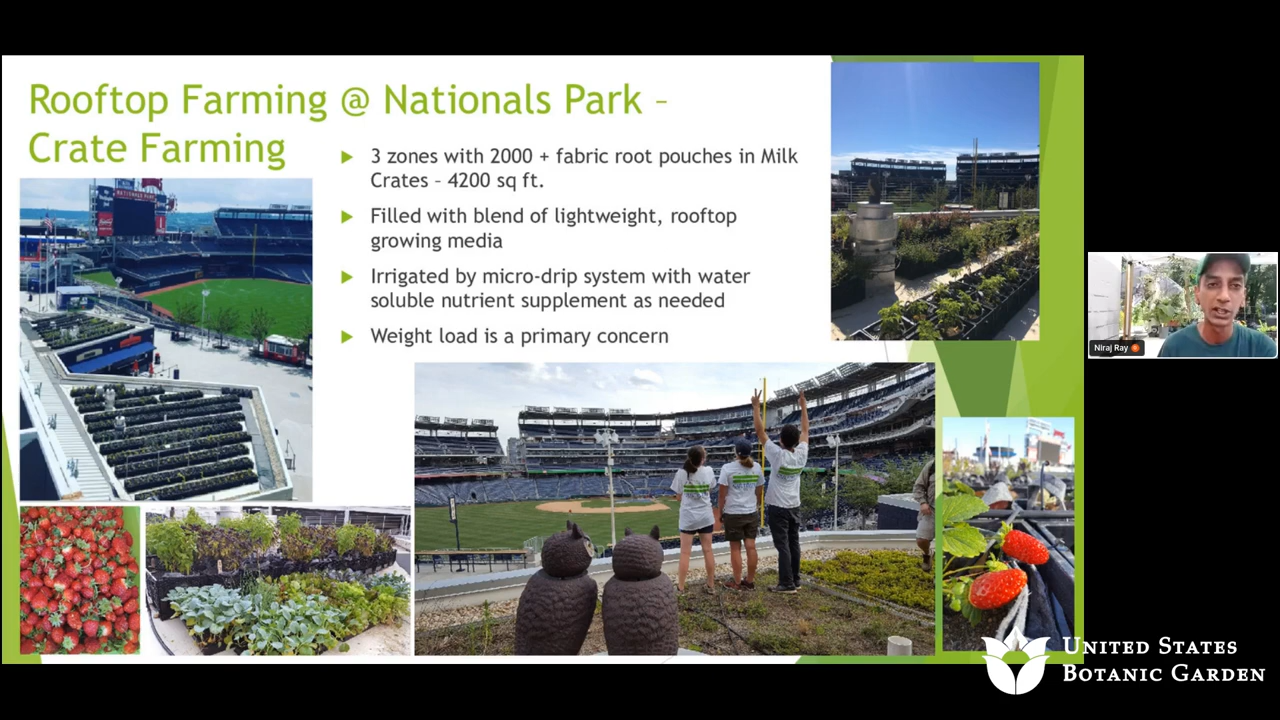 Rooftop Farming @ Nationals Park –
Crate Farming
3 zones with 2000 + fabric root pouches in Milk
Crates – 4200 sq ft.
Filled with blend of lightweight, rooftop
growing media
Irrigated by micro-drip system with water
soluble nutrient supplement as needed
Weight load is a primary concern
NATIONALS PARK
Niraj Ray
UNITED STATES
BOTANIC GARDEN